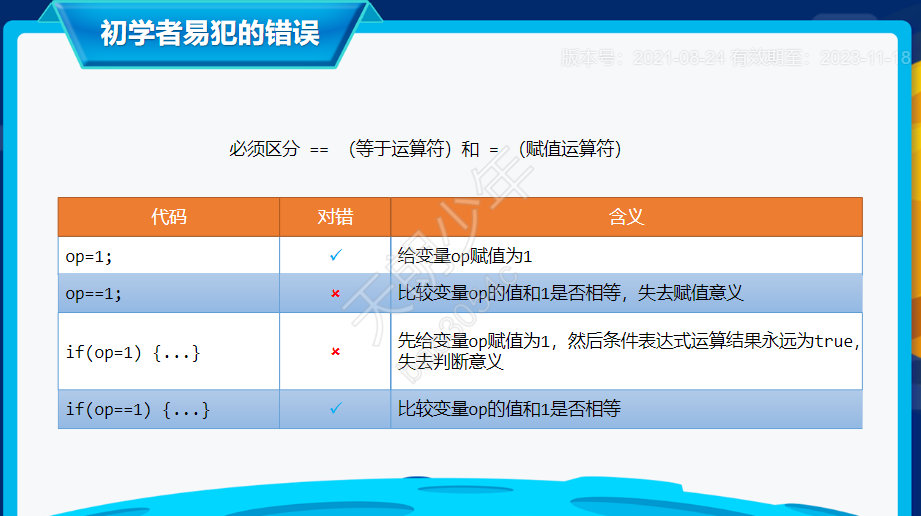 初学者易犯的错误
版本号：2021-08-24 有效期至：2023-11-18
必须区分 == （等于运算符）和 = （赋值运算符）
代码 对错 含义
op=1; ✓ 给变量op赋值为1
op==1; × 比较变量op的值和1是否相等，失去赋值意义
if(op=1) {...} × 先给变量op赋值为1，然后条件表达式运算结果永远为true，
失去判断意义
if(op==1) {...} ✓ 比较变量op的值和1是否相等
天朝少年